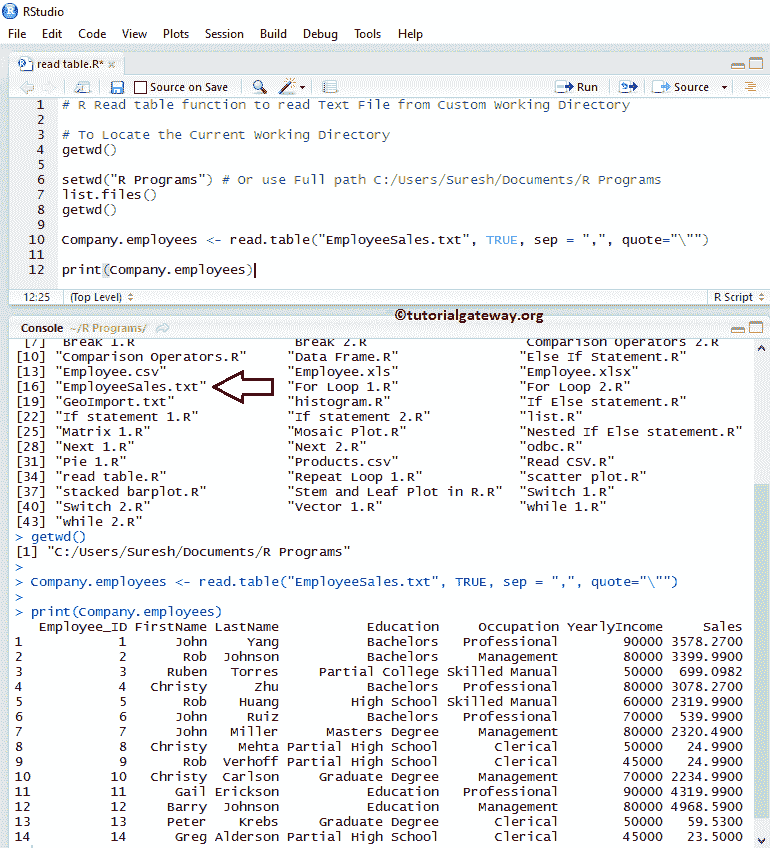 RStudio
File Edit Code View Plots Session Build Debug Tools Help
read table.R*
Source on Save Run Source
1 # R Read table function to read Text File from Custom Working Directory
2
3 # To Locate the Current Working Directory
4 getwd()
5
6 setwd("R Programs") # Or use Full path C:/Users/Suresh/Documents/R Programs
7 list.files()
8 getwd()
9
10 Company.employees <- read.table("EmployeeSales.txt", TRUE, sep = ",", quote="\"")
11
12 print(Company.employees)
12:25 (Top Level) R Script
©tutorialgateway.org
Console ~/R Programs/
[7] "Break 1.R" "Break 2.R" "Comparison Operators 2.R"
[10] "Comparison Operators.R" "Data Frame.R" "Else If Statement.R"
[13] "Employee.csv" "Employee.xls" "Employee.xlsx"
[16] "EmployeeSales.txt" "For Loop 1.R" "For Loop 2.R"
[19] "GeoImport.txt" "histogram.R" "If Else statement.R"
[22] "If statement 1.R" "If statement 2.R" "list.R"
[25] "Matrix 1.R" "Mosaic Plot.R" "Nested If Else statement.R"
[28] "Next 1.R" "Next 2.R" "odbc.R"
[31] "Pie 1.R" "Products.csv" "Read CSV.R"
[34] "read table.R" "Repeat Loop 1.R" "scatter plot.R"
[37] "stacked barplot.R" "Stem and Leaf Plot in R.R" "Switch 1.R"
[40] "Switch 2.R" "Vector 1.R" "while 1.R"
[43] "while 2.R"
> getwd()
[1] "C:/Users/Suresh/Documents/R Programs"
>
> Company.employees <- read.table("EmployeeSales.txt", TRUE, sep = ",", quote="\"")
>
> print(Company.employees)
Employee_ID FirstName LastName Education Occupation YearlyIncome Sales
1 1 John Yang Bachelors Professional 90000 3578.2700
2 2 Rob Johnson Bachelors Management 80000 3399.9900
3 3 Ruben Torres Partial College Skilled Manual 50000 699.0982
4 4 Christy Zhu Bachelors Professional 80000 3078.2700
5 5 Rob Huang High School Skilled Manual 60000 2319.9900
6 6 John Ruiz Bachelors Professional 70000 539.9900
7 7 John Miller Masters Degree Management 80000 2320.4900
8 8 Christy Mehta Partial High School Clerical 50000 24.9900
9 9 Rob Verhoff Partial High School Clerical 45000 24.9900
10 10 Christy Carlson Graduate Degree Management 70000 2234.9900
11 11 Gail Erickson Education Professional 90000 4319.9900
12 12 Barry Johnson Education Management 80000 4968.5900
13 13 Peter Krebs Graduate Degree Clerical 50000 59.5300
14 14 Greg Alderson Partial High School Clerical 45000 23.5000